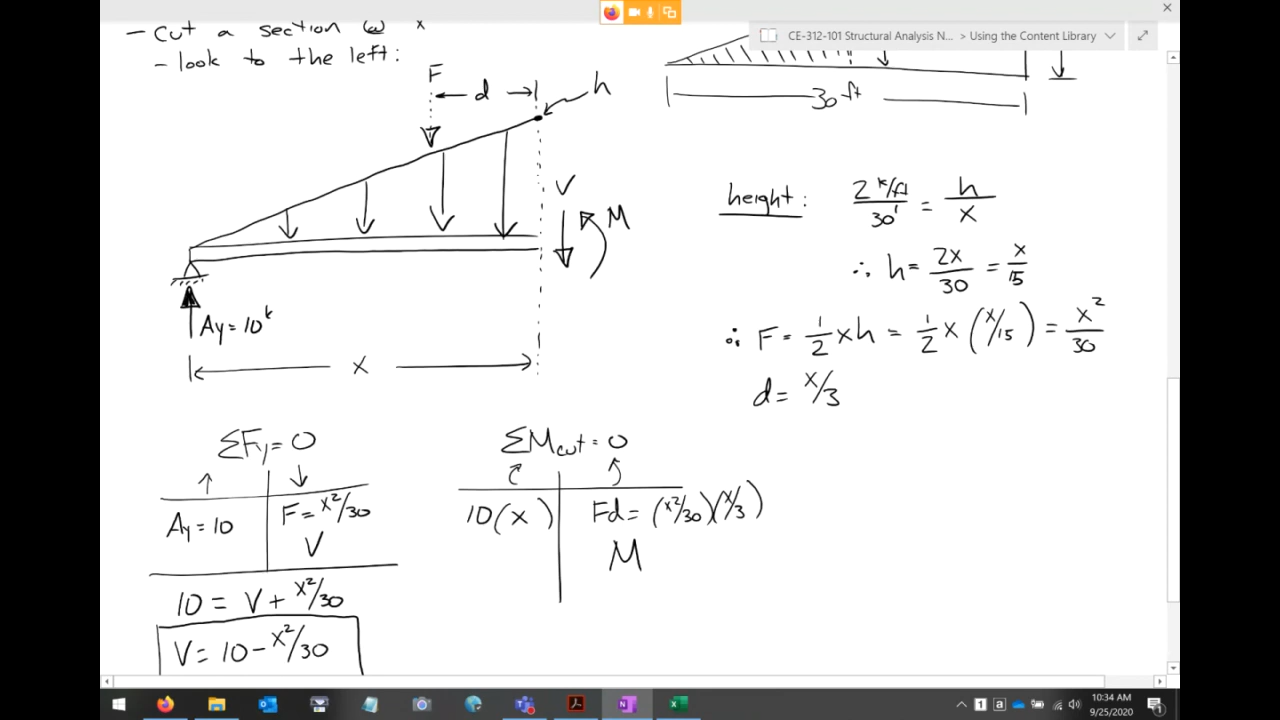 CE-312-101 Structural Analysis N... > Using the Content Library
- cut a section @ x
- look to the left:
F
d
h
V
M
Ay = 10ᵏ
x
30 ft
height: 2 k/ft / 30' = h / x
∴ h = 2x/30 = x/15
∴ F = 1/2 x h = 1/2 x (x/15) = x²/30
d = x/3
ΣFy = 0
↑ ↓
Ay = 10 F = x²/30
V
10 = V + x²/30
V = 10 - x²/30
ΣMcut = 0
10(x) Fd = (x²/30)(x/3)
M
10:34 AM
9/25/2020